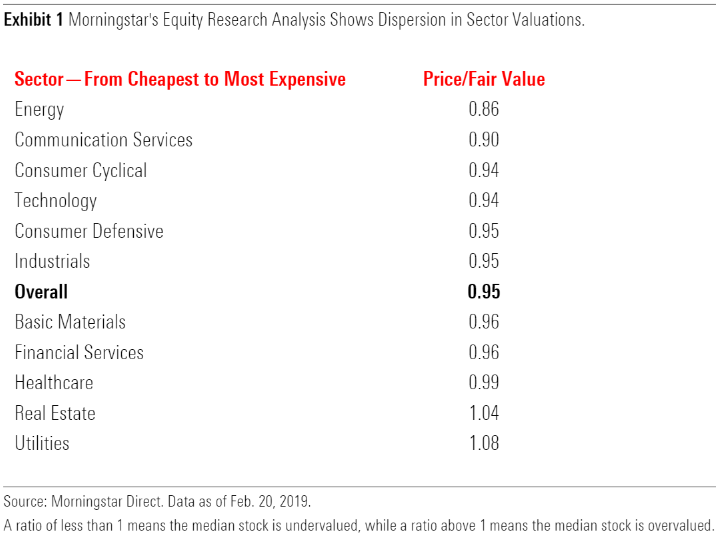 Exhibit 1 Morningstar's Equity Research Analysis Shows Dispersion in Sector Valuations.
Sector—From Cheapest to Most Expensive Price/Fair Value
Energy 0.86
Communication Services 0.90
Consumer Cyclical 0.94
Technology 0.94
Consumer Defensive 0.95
Industrials 0.95
Overall 0.95
Basic Materials 0.96
Financial Services 0.96
Healthcare 0.99
Real Estate 1.04
Utilities 1.08
Source: Morningstar Direct. Data as of Feb. 20, 2019.
A ratio of less than 1 means the median stock is undervalued, while a ratio above 1 means the median stock is overvalued.